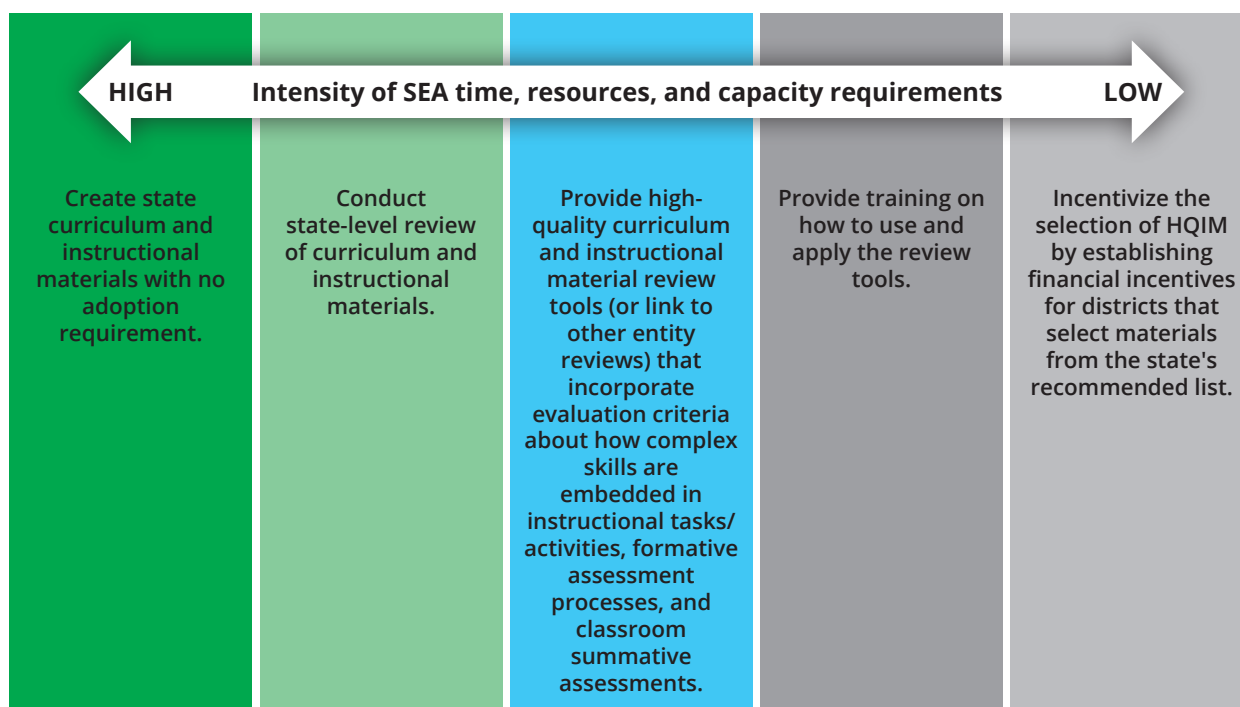 HIGH Intensity of SEA time, resources, and capacity requirements LOW
Create state
curriculum and
instructional
materials with no
adoption
requirement.
Conduct
state-level review
of curriculum and
instructional
materials.
Provide high-
quality curriculum
and instructional
material review
tools (or link to
other entity
reviews) that
incorporate
evaluation criteria
about how complex
skills are
embedded in
instructional tasks/
activities, formative
assessment
processes, and
classroom
summative
assessments.
Provide training on
how to use and
apply the review
tools.
Incentivize the
selection of HQIM
by establishing
financial incentives
for districts that
select materials
from the state's
recommended list.